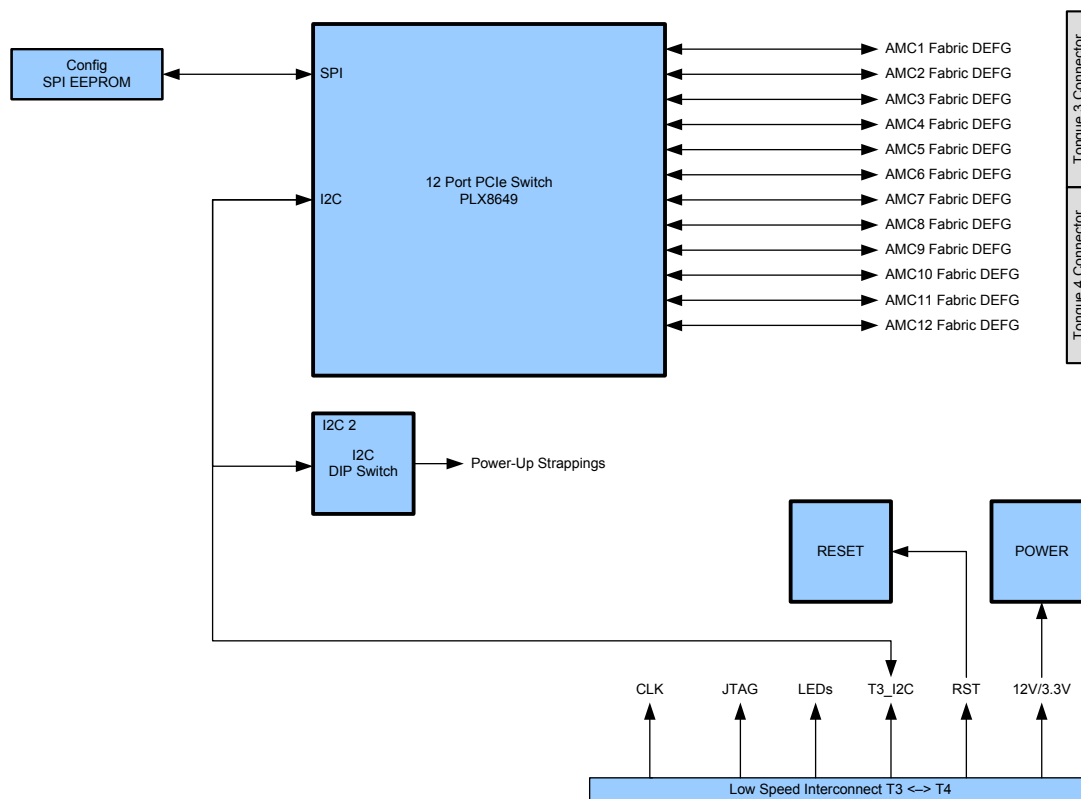 Config
SPI EEPROM
SPI
I2C
12 Port PCIe Switch
PLX8649
AMC1 Fabric DEFG
AMC2 Fabric DEFG
AMC3 Fabric DEFG
AMC4 Fabric DEFG
AMC5 Fabric DEFG
AMC6 Fabric DEFG
AMC7 Fabric DEFG
AMC8 Fabric DEFG
AMC9 Fabric DEFG
AMC10 Fabric DEFG
AMC11 Fabric DEFG
AMC12 Fabric DEFG
Tongue 3 Connector
Tongue 4 Connector
I2C 2
I2C
DIP Switch
Power-Up Strappings
RESET
POWER
CLK
JTAG
LEDs
T3_I2C
RST
12V/3.3V
Low Speed Interconnect T3 <–> T4